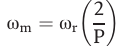 ωₘ = ωᵣ(2/P)